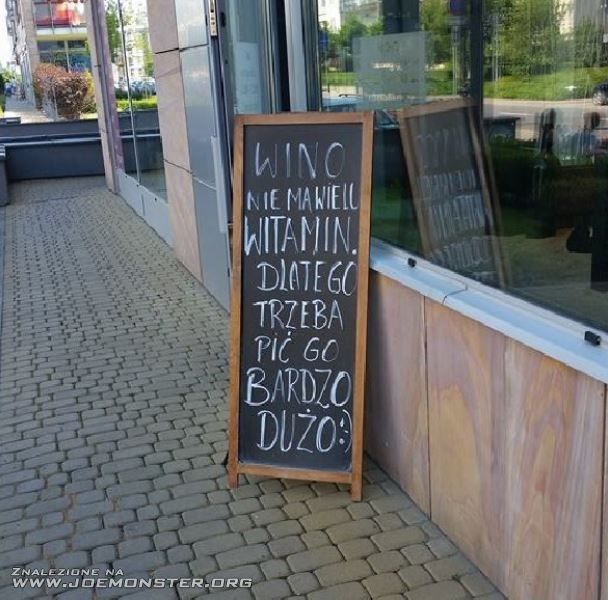 WINO
NIE MA WIELU
WITAMIN.
DLATEGO
TRZEBA
PIĆ GO
BARDZO
DUŻO:)
ZNALEZIONE NA
WWW.JOEMONSTER.ORG